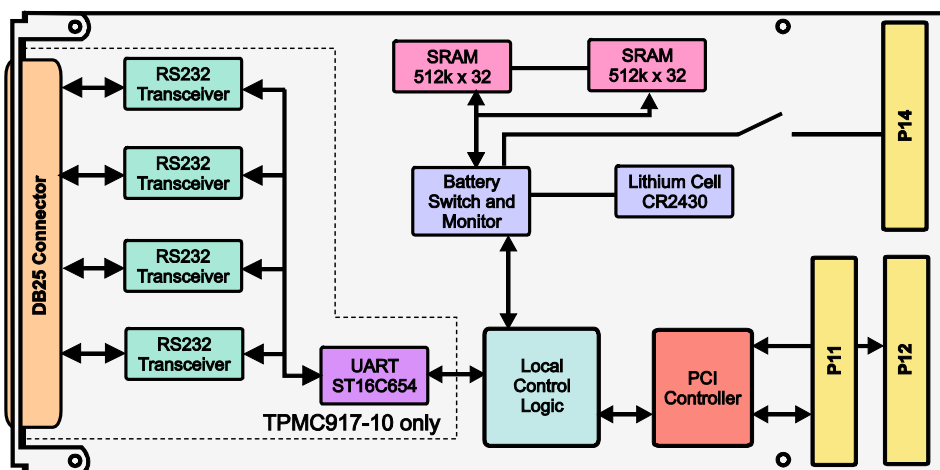 RS232
Transceiver
RS232
Transceiver
RS232
Transceiver
RS232
Transceiver
DB25 Connector
UART
ST16C654
TPMC917-10 only
SRAM
512k x 32
SRAM
512k x 32
Battery
Switch and
Monitor
Lithium Cell
CR2430
Local
Control
Logic
PCI
Controller
P14
P11
P12